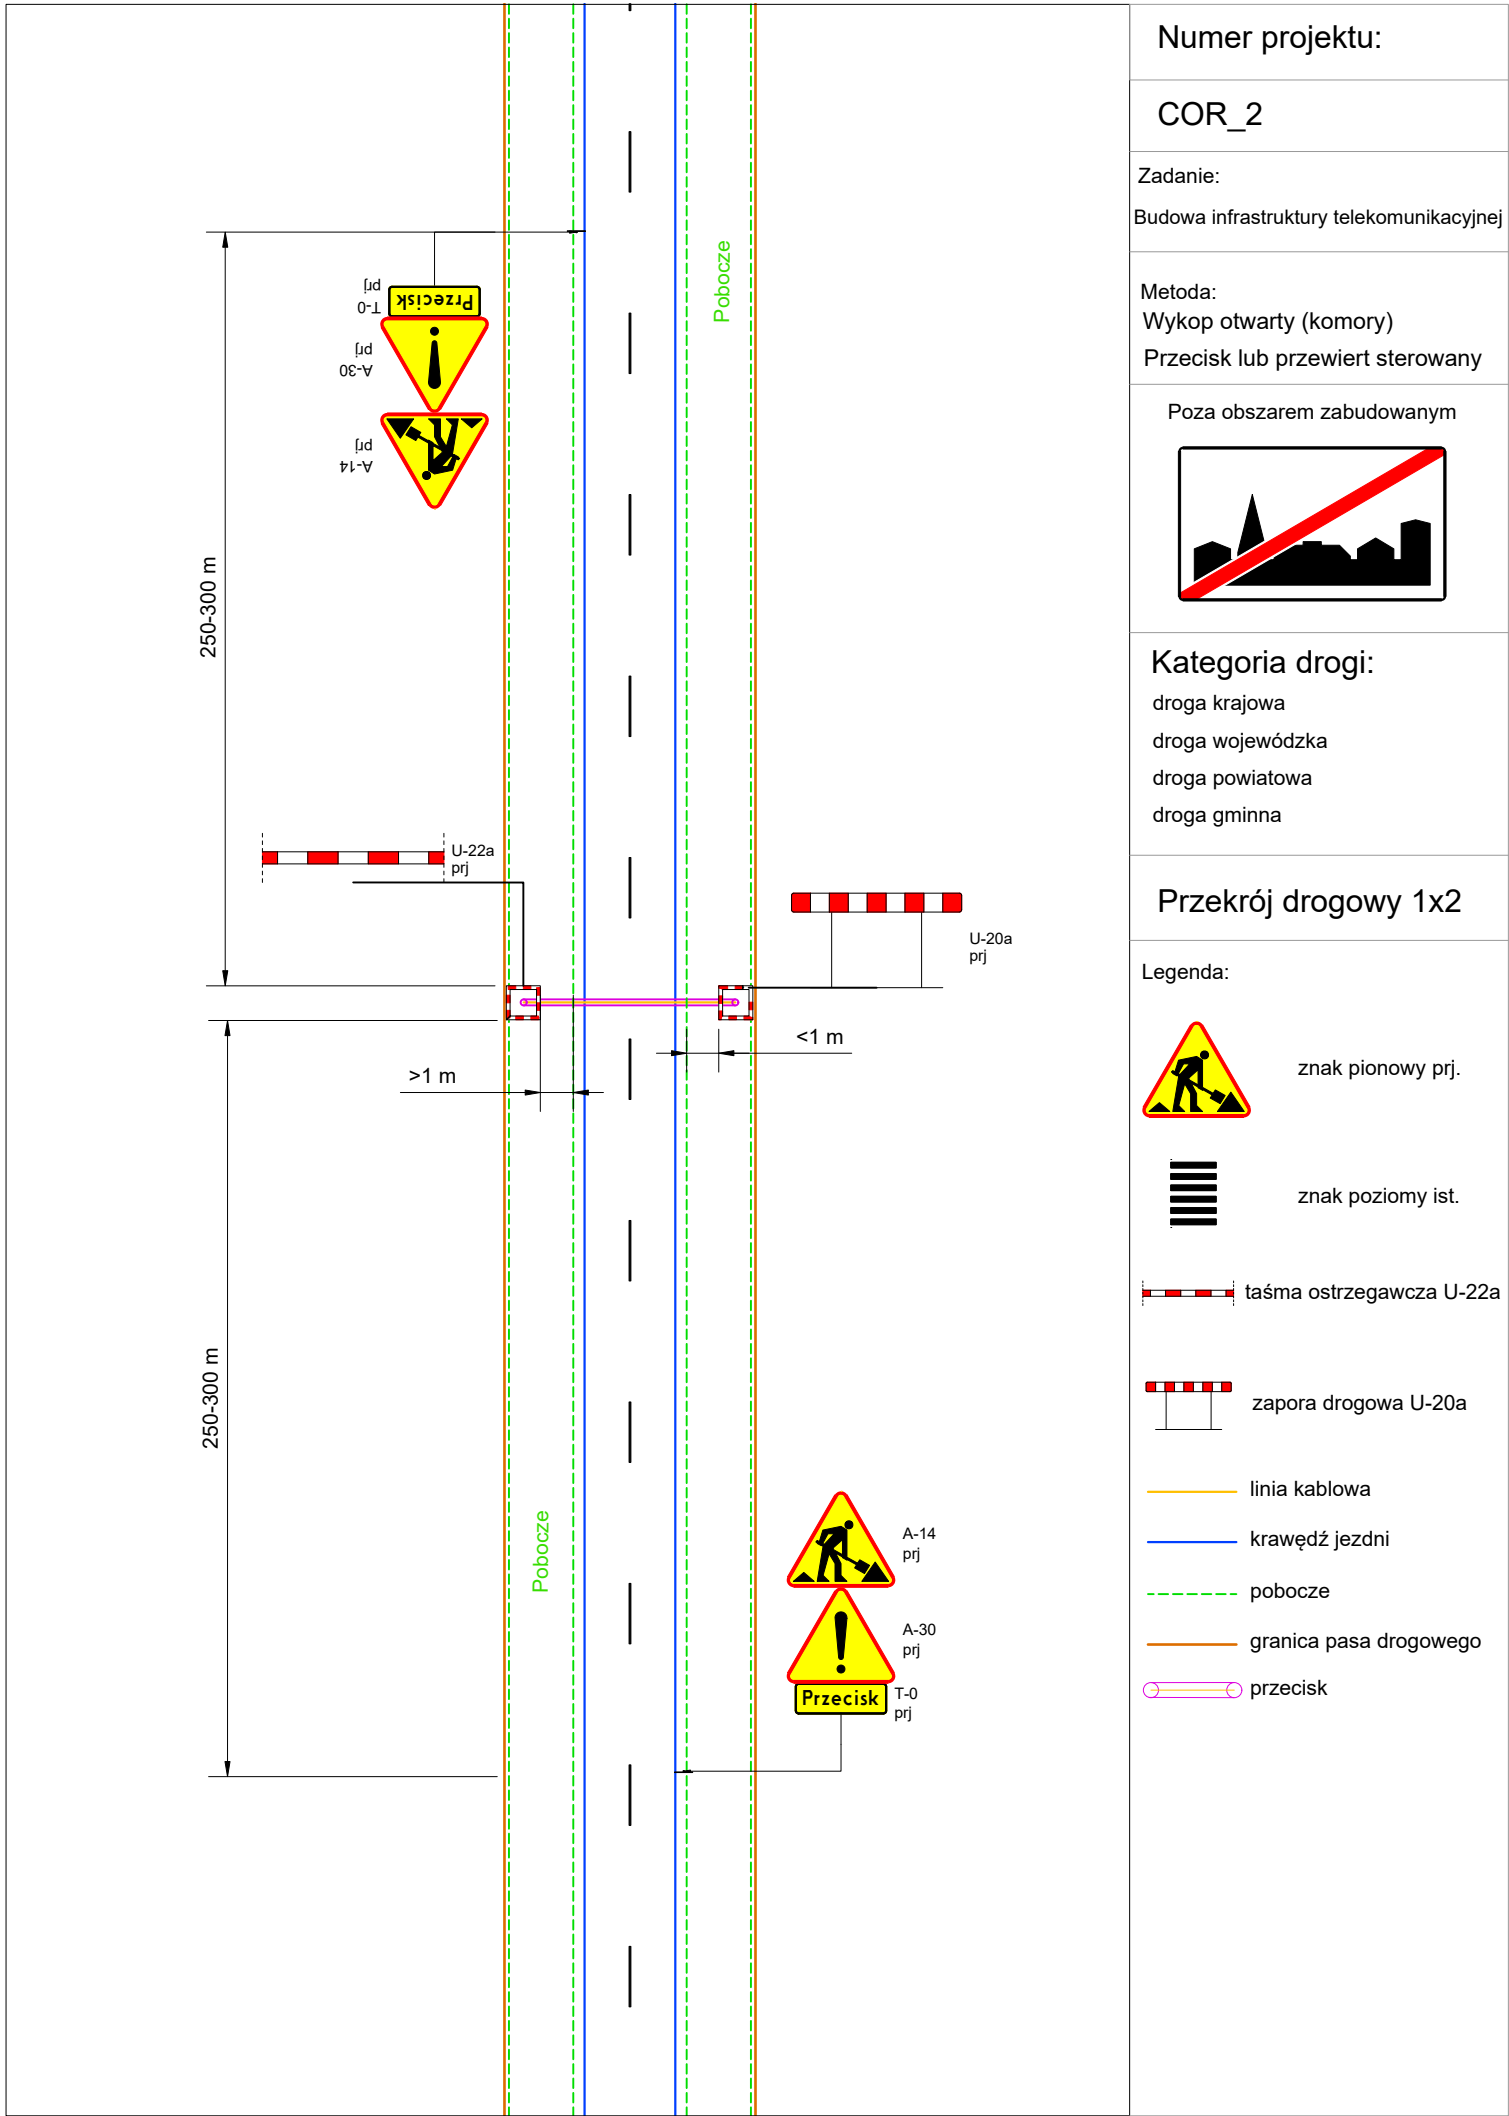 Pobocze
Przecisk
T-0
prj
A-30
prj
A-14
prj
250-300 m
U-22a
prj
U-20a
prj
<1 m
>1 m
250-300 m
Pobocze
A-14
prj
A-30
prj
Przecisk
T-0
prj
Numer projektu:
COR_2
Zadanie:
Budowa infrastruktury telekomunikacyjnej
Metoda:
Wykop otwarty (komory)
Przecisk lub przewiert sterowany
Poza obszarem zabudowanym
Kategoria drogi:
droga krajowa
droga wojewódzka
droga powiatowa
droga gminna
Przekrój drogowy 1x2
Legenda:
znak pionowy prj.
znak poziomy ist.
taśma ostrzegawcza U-22a
zapora drogowa U-20a
linia kablowa
krawędź jezdni
pobocze
granica pasa drogowego
przecisk